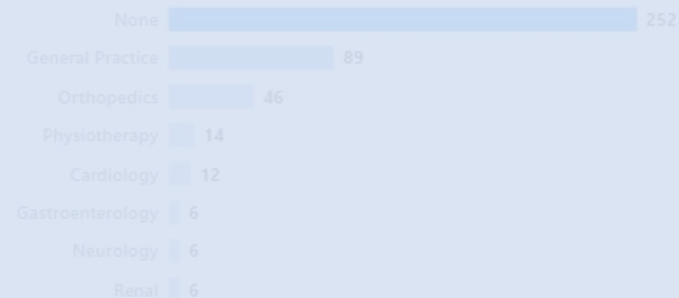 None 252
General Practice 89
Orthopedics 46
Physiotherapy 14
Cardiology 12
Gastroenterology 6
Neurology 6
Renal 6